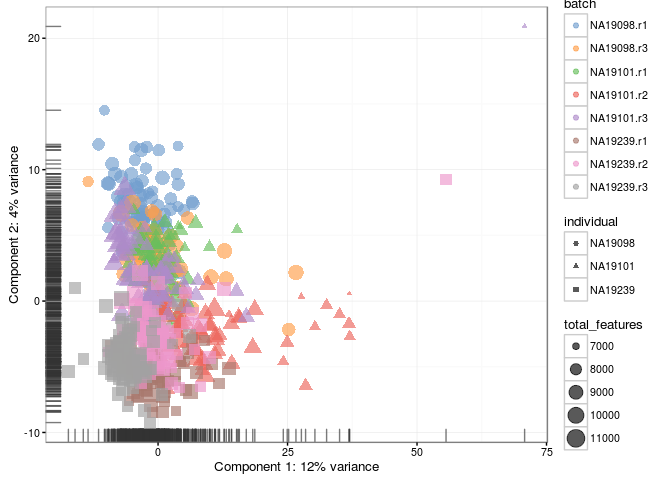 batch
NA19098.r1
NA19098.r3
NA19101.r1
NA19101.r2
NA19101.r3
NA19239.r1
NA19239.r2
NA19239.r3
individual
NA19098
NA19101
NA19239
total_features
7000
8000
9000
10000
11000
20
10
0
-10
0
25
50
75
Component 1: 12% variance
Component 2: 4% variance